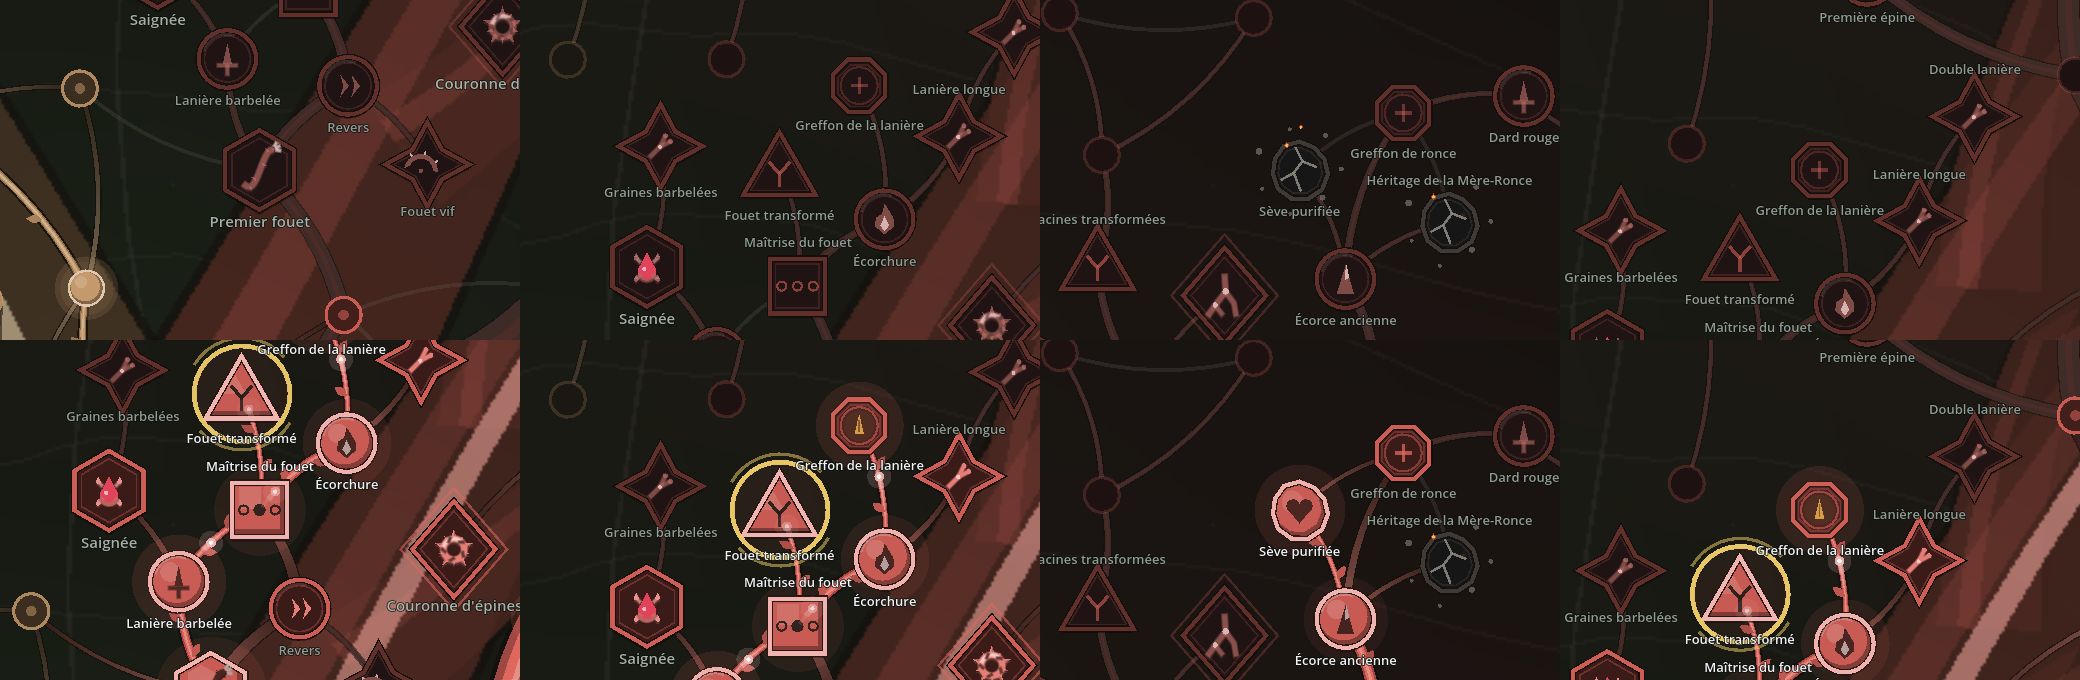 Saignée
Lanière barbelée
Revers
Couronne d
Premier fouet
Fouet vif
Lanière longue
Greffon de la lanière
Graines barbelées
Fouet transformé
Maîtrise du fouet
Écorchure
Saignée
Dard rouge
Greffon de ronce
Héritage de la Mère-Ronce
Sève purifiée
acines transformées
Écorce ancienne
Première épine
Double lanière
Lanière longue
Greffon de la lanière
Graines barbelées
Fouet transformé
Maîtrise du fouet
Greffon de la lanière
Graines barbelées
Fouet transformé
Maîtrise du fouet
Écorchure
Saignée
Couronne d'épines
Lanière barbelée
Revers
Lanière longue
Greffon de la lanière
Graines barbelées
Fouet transformé
Maîtrise du fouet
Écorchure
Saignée
Dard rouge
Greffon de ronce
Héritage de la Mère-Ronce
Sève purifiée
acines transformées
Écorce ancienne
Première épine
Double lanière
Lanière longue
Greffon de la lanière
Graines barbelées
Fouet transformé
Maîtrise du fouet